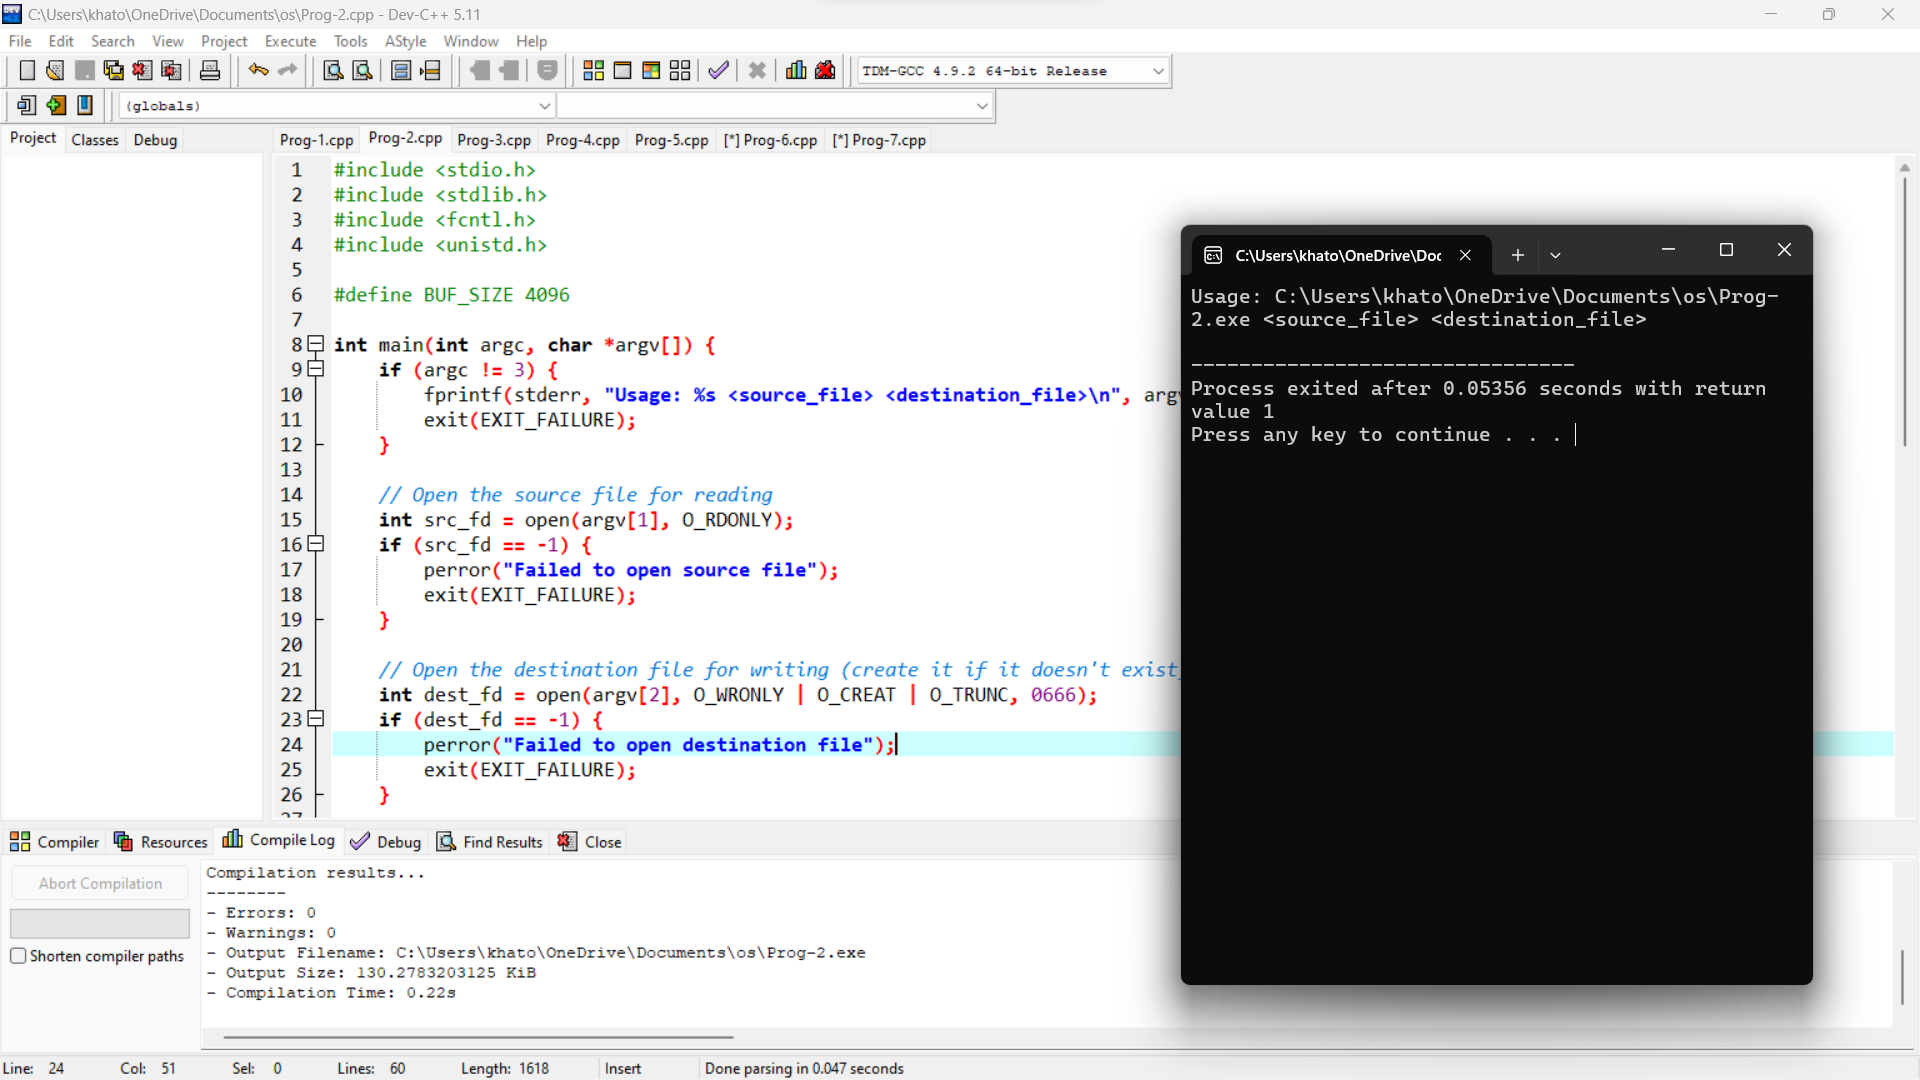 C:\Users\khato\OneDrive\Documents\os\Prog-2.cpp - Dev-C++ 5.11
File Edit Search View Project Execute Tools AStyle Window Help
TDM-GCC 4.9.2 64-bit Release
(globals)
Project Classes Debug
Prog-1.cpp Prog-2.cpp Prog-3.cpp Prog-4.cpp Prog-5.cpp [*] Prog-6.cpp [*] Prog-7.cpp
1 #include <stdio.h>
2 #include <stdlib.h>
3 #include <fcntl.h>
4 #include <unistd.h>
5
6 #define BUF_SIZE 4096
7
8 int main(int argc, char *argv[]) {
9 if (argc != 3) {
10 fprintf(stderr, "Usage: %s <source_file> <destination_file>\n", argv
11 exit(EXIT_FAILURE);
12 }
13
14 // Open the source file for reading
15 int src_fd = open(argv[1], O_RDONLY);
16 if (src_fd == -1) {
17 perror("Failed to open source file");
18 exit(EXIT_FAILURE);
19 }
20
21 // Open the destination file for writing (create it if it doesn't exist
22 int dest_fd = open(argv[2], O_WRONLY | O_CREAT | O_TRUNC, 0666);
23 if (dest_fd == -1) {
24 perror("Failed to open destination file");
25 exit(EXIT_FAILURE);
26 }
C:\Users\khato\OneDrive\Doc
Usage: C:\Users\khato\OneDrive\Documents\os\Prog-
2.exe <source_file> <destination_file>
--------------------------------
Process exited after 0.05356 seconds with return
value 1
Press any key to continue . . .
Compiler Resources Compile Log Debug Find Results Close
Abort Compilation
Shorten compiler paths
Compilation results...
--------
- Errors: 0
- Warnings: 0
- Output Filename: C:\Users\khato\OneDrive\Documents\os\Prog-2.exe
- Output Size: 130.2783203125 KiB
- Compilation Time: 0.22s
Line: 24 Col: 51 Sel: 0 Lines: 60 Length: 1618 Insert Done parsing in 0.047 seconds